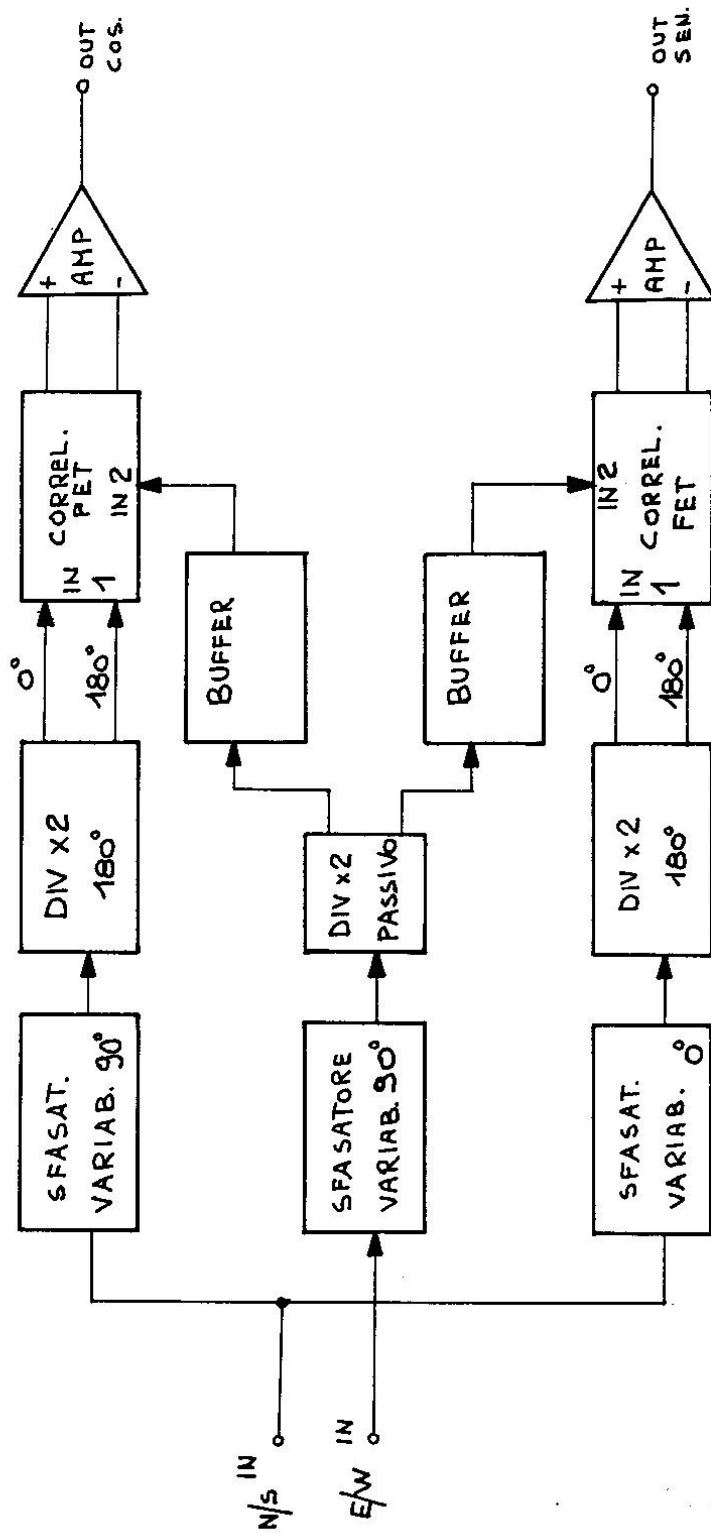 N/S IN
E/W IN
SFASAT.
VARIAB. 90°
DIV x2
180°
0°
180°
CORREL.
FET
IN
1
IN 2
+
AMP
-
OUT
COS.
SFASATORE
VARIAB. 90°
DIV x2
PASSIVO
BUFFER
BUFFER
SFASAT.
VARIAB. 0°
DIV x2
180°
0°
180°
IN
1
IN 2
CORREL.
FET
+
AMP
-
OUT
SEN.